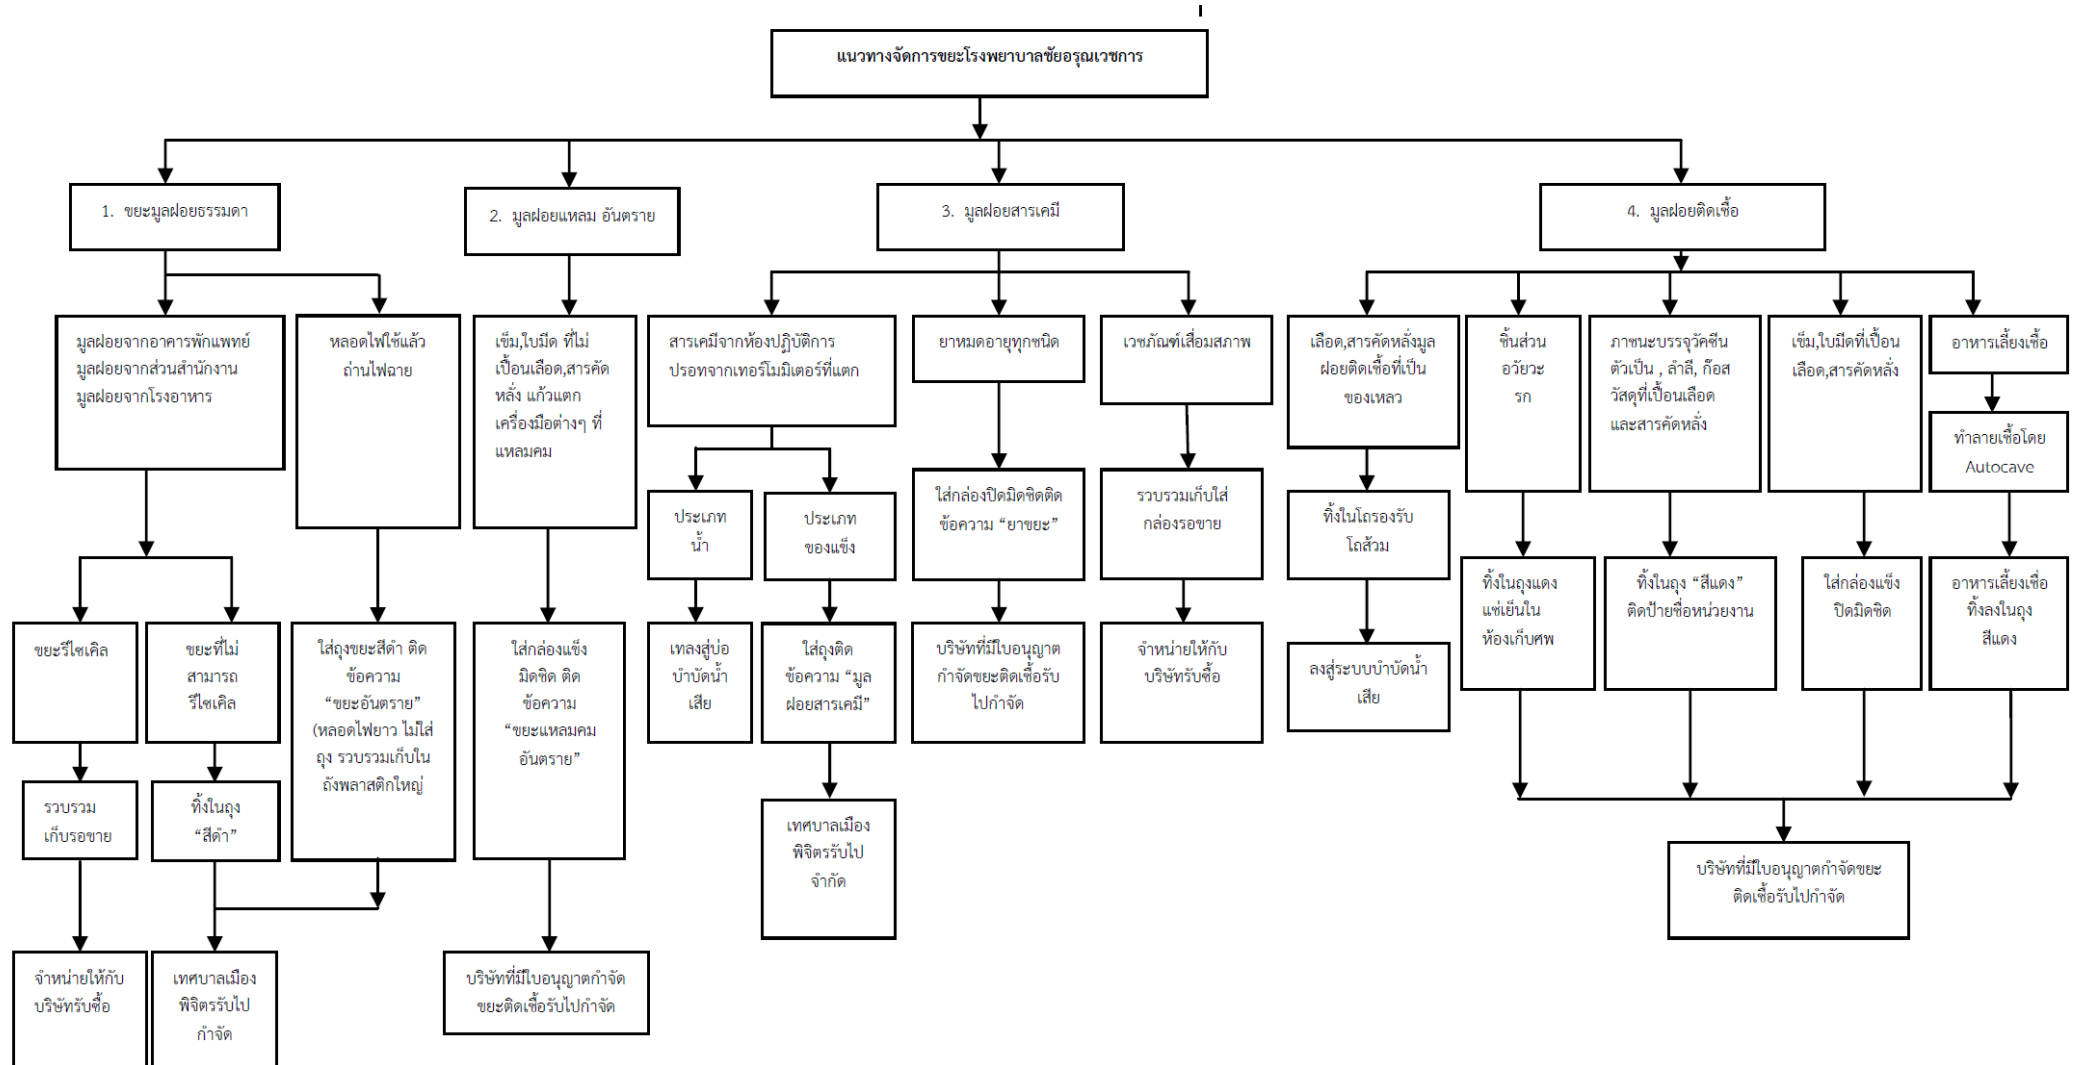 แนวทางจัดการขยะโรงพยาบาลชัยอรุณเวชการ
1. ขยะมูลฝอยธรรมดา
2. มูลฝอยแหลม อันตราย
3. มูลฝอยสารเคมี
4. มูลฝอยติดเชื้อ
มูลฝอยจากอาคารพักแพทย์
มูลฝอยจากส่วนสำนักงาน
มูลฝอยจากโรงอาหาร
หลอดไฟใช้แล้ว
ถ่านไฟฉาย
เข็ม,ใบมีด ที่ไม่
เปื้อนเลือด,สารคัด
หลั่ง แก้วแตก
เครื่องมือต่างๆ ที่
แหลมคม
สารเคมีจากห้องปฏิบัติการ
ปรอทจากเทอร์โมมิเตอร์ที่แตก
ยาหมดอายุทุกชนิด
เวชภัณฑ์เสื่อมสภาพ
เลือด,สารคัดหลั่งมูล
ฝอยติดเชื้อที่เป็น
ของเหลว
ชิ้นส่วน
อวัยวะ
รก
ภาชนะบรรจุวัคซีน
ตัวเป็น , ลำลี, ก๊อส
วัสดุที่เปื้อนเลือด
และสารคัดหลั่ง
เข็ม,ใบมีดที่เปื้อน
เลือด,สารคัดหลั่ง
อาหารเลี้ยงเชื้อ
ทำลายเชื้อโดย
Autocave
ประเภท
น้ำ
ประเภท
ของแข็ง
ใส่กล่องปิดมิดชิดติด
ข้อความ “ยาขยะ”
รวบรวมเก็บใส่
กล่องรอขาย
ทิ้งในโถรองรับ
โถส้วม
ทิ้งในถุงแดง
แช่เย็นใน
ห้องเก็บศพ
ทิ้งในถุง “สีแดง”
ติดป้ายชื่อหน่วยงาน
ใส่กล่องแข็ง
ปิดมิดชิด
อาหารเลี้ยงเชื่อ
ทิ้งลงในถุง
สีแดง
ขยะรีไซเคิล
ขยะที่ไม่
สามารถ
รีไซเคิล
ใส่ถุงขยะสีดำ ติด
ข้อความ
“ขยะอันตราย”
(หลอดไฟยาว ไม่ใส่
ถุง รวบรวมเก็บใน
ถังพลาสติกใหญ่
ใส่กล่องแข็ง
มิดชิด ติด
ข้อความ
“ขยะแหลมคม
อันตราย”
เทลงสู่บ่อ
บำบัดน้ำ
เสีย
ใส่ถุงติด
ข้อความ “มูล
ฝอยสารเคมี”
บริษัทที่มีใบอนุญาต
กำจัดขยะติดเชื้อรับ
ไปกำจัด
จำหน่ายให้กับ
บริษัทรับซื้อ
ลงสู่ระบบบำบัดน้ำ
เสีย
รวบรวม
เก็บรอขาย
ทิ้งในถุง
“สีดำ”
เทศบาลเมือง
พิจิตรรับไป
จำกัด
บริษัทที่มีใบอนุญาตกำจัดขยะ
ติดเชื้อรับไปกำจัด
จำหน่ายให้กับ
บริษัทรับซื้อ
เทศบาลเมือง
พิจิตรรับไป
กำจัด
บริษัทที่มีใบอนุญาตกำจัด
ขยะติดเชื้อรับไปกำจัด